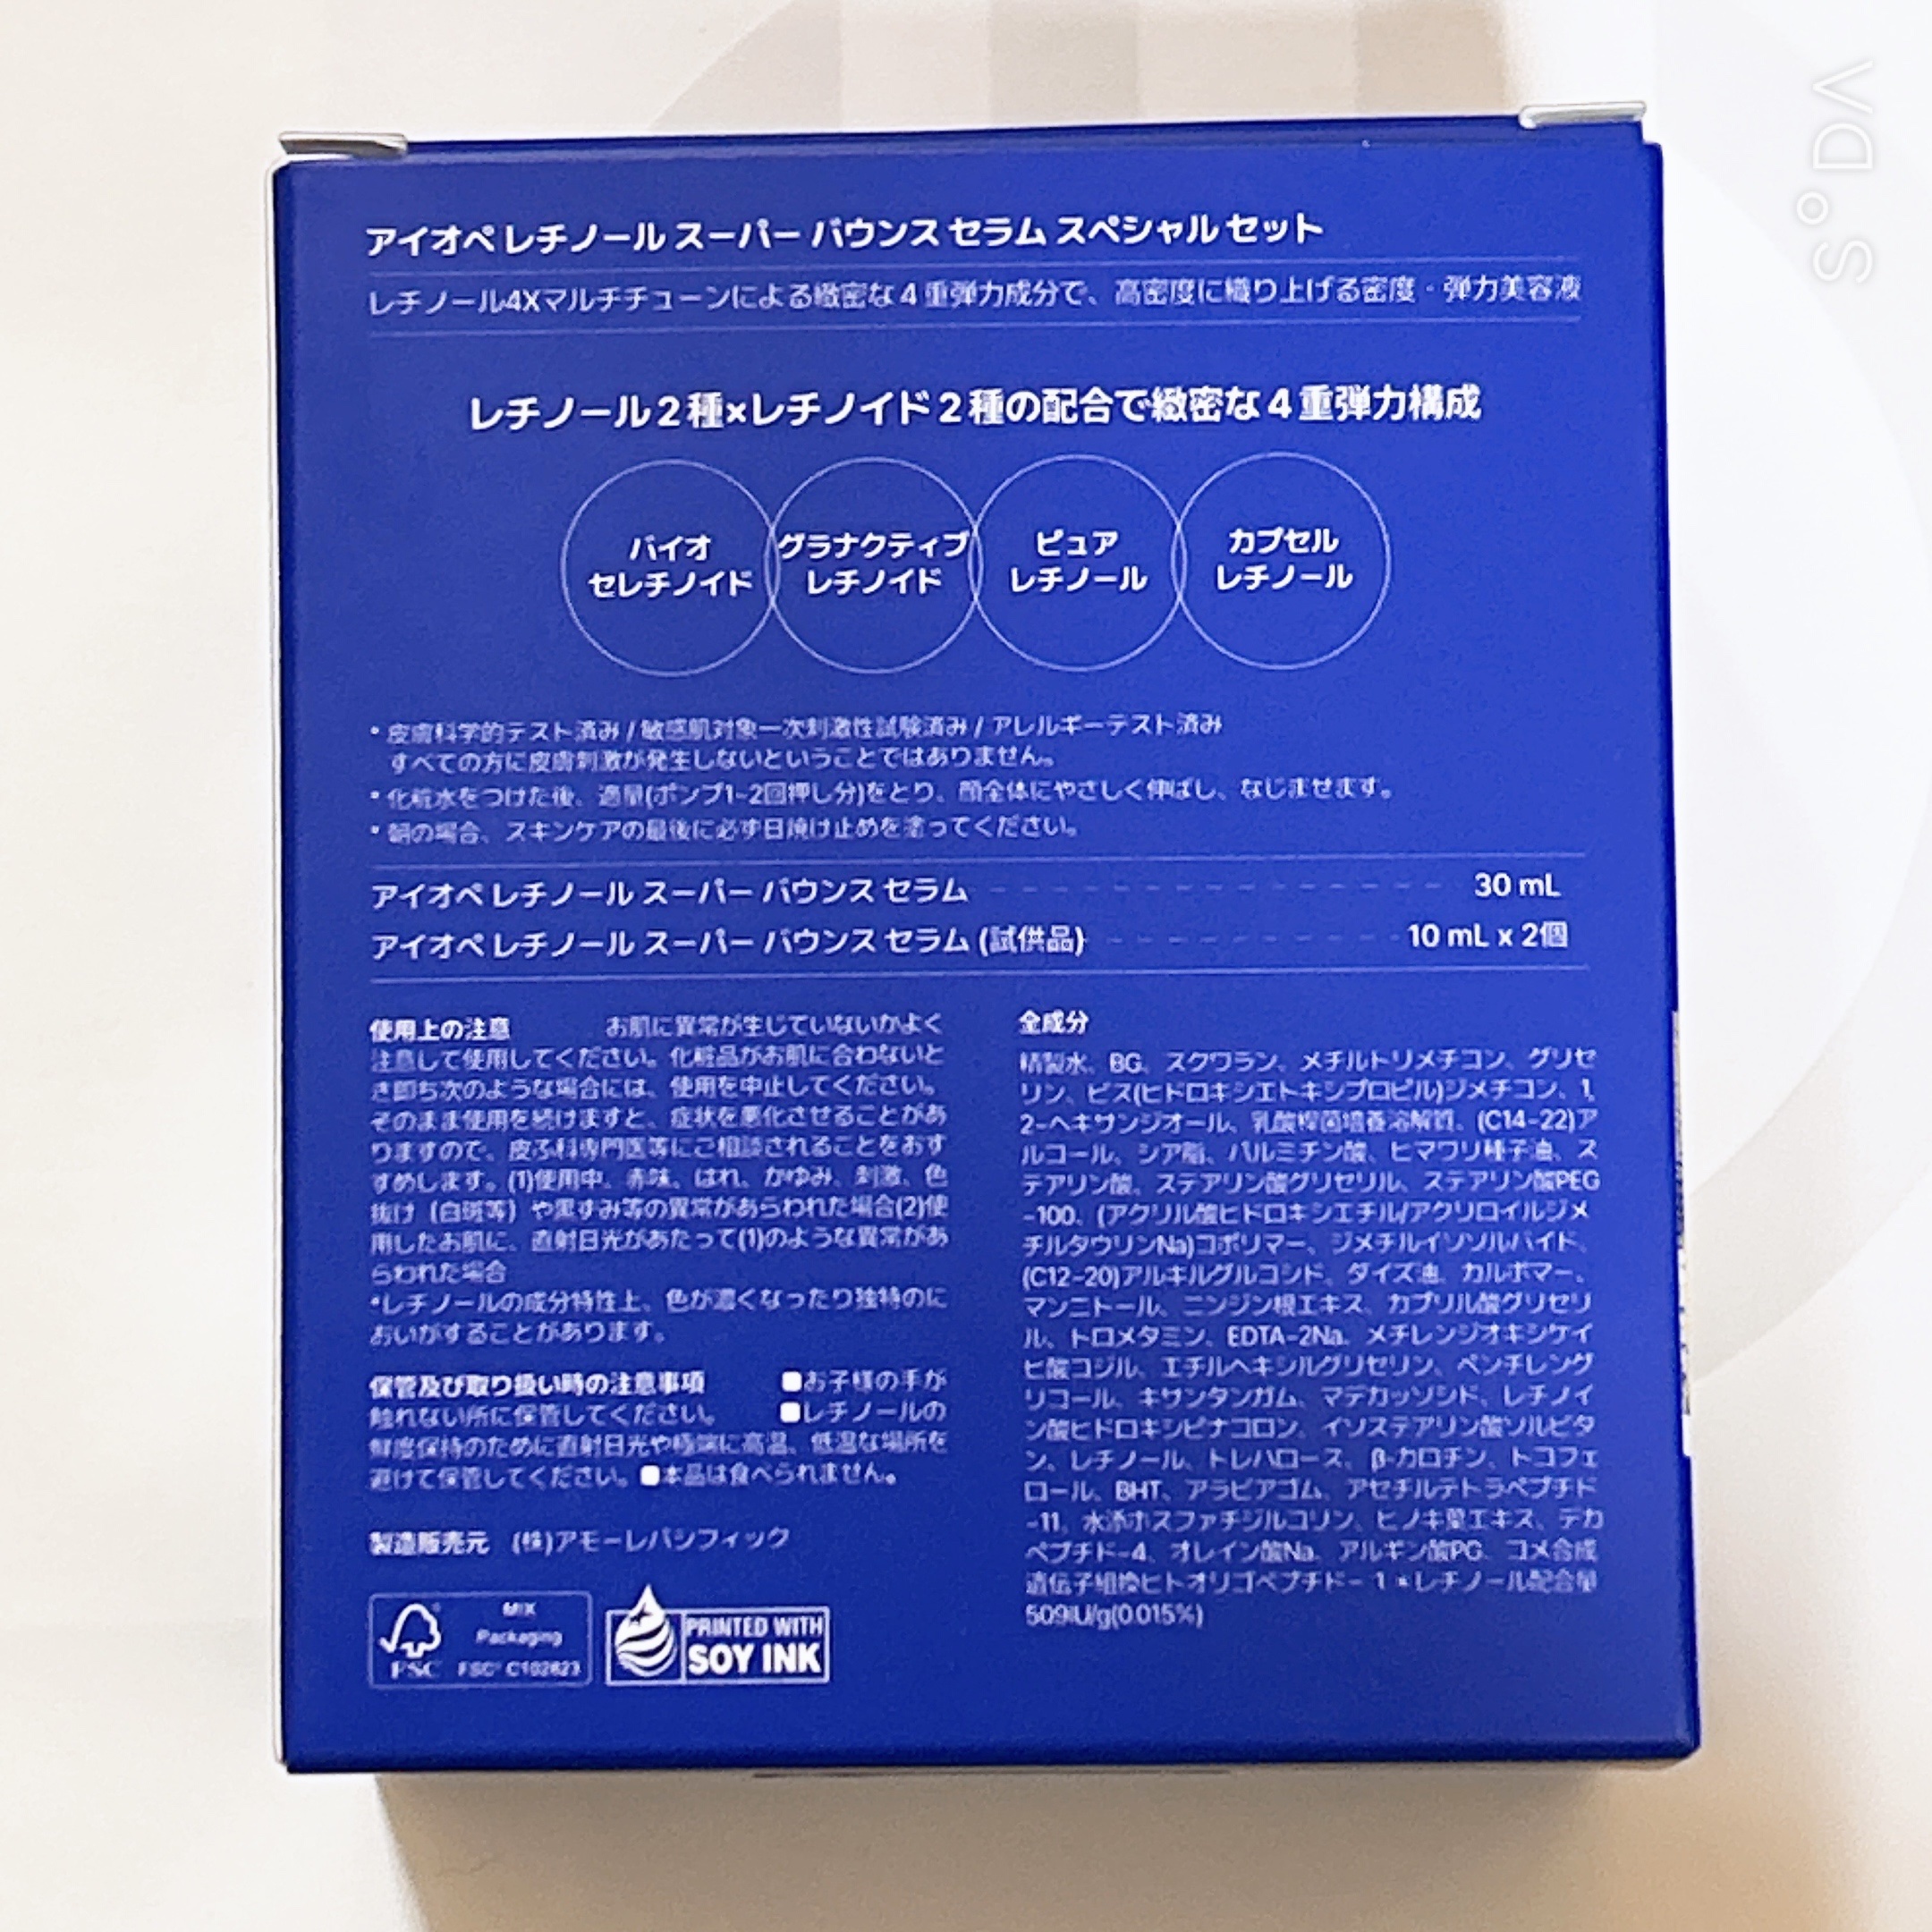 アイオペ レチノール スーパー バウンス セラム スペシャル セット
レチノール4Xマルチチューンによる緻密な4重弾力成分で、高密度に織り上げる密度・弾力美容液
レチノール2種×レチノイド2種の配合で緻密な4重弾力構成
バイオ
セレチノイド
グラナクティブ
レチノイド
ピュア
レチノール
カプセル
レチノール
* 皮膚科学的テスト済み / 敏感肌対象一次刺激性試験済み / アレルギーテスト済み
すべての方に皮膚刺激が発生しないということではありません。
* 化粧水をつけた後、適量(ポンプ1-2回押し分)をとり、顔全体にやさしく伸ばし、なじませます。
* 朝の場合、スキンケアの最後に必ず日焼け止めを塗ってください。
アイオペ レチノール スーパー バウンス セラム 30 mL
アイオペ レチノール スーパー バウンス セラム (試供品) 10 mL x 2個
使用上の注意 お肌に異常が生じていないかよく
注意して使用してください。化粧品がお肌に合わないと
き即ち次のような場合には、使用を中止してください。
そのまま使用を続けますと、症状を悪化させることがあ
りますので、皮ふ科専門医等にご相談されることをおす
すめします。(1)使用中、赤味、はれ、かゆみ、刺激、色
抜け（白斑等）や黒ずみ等の異常があらわれた場合(2)使
用したお肌に、直射日光があたって(1)のような異常があ
らわれた場合
*レチノールの成分特性上、色が濃くなったり独特のに
おいがすることがあります。
保管及び取り扱い時の注意事項 ■お子様の手が
触れない所に保管してください。 ■レチノールの
鮮度保持のために直射日光や極端に高温、低温な場所を
避けて保管してください。■本品は食べられません。
製造販売元 (株)アモーレパシフィック
FSC
MIX
Packaging
FSC® C102823
PRINTED WITH
SOY INK
全成分
精製水、BG、スクワラン、メチルトリメチコン、グリセ
リン、ビス(ヒドロキシエトキシプロピル)ジメチコン、1,
2-ヘキサンジオール、乳酸桿菌培養溶解質、(C14-22)ア
ルコール、シア脂、パルミチン酸、ヒマワリ種子油、ス
テアリン酸、ステアリン酸グリセリル、ステアリン酸PEG
-100、(アクリル酸ヒドロキシエチル/アクリロイルジメ
チルタウリンNa)コポリマー、ジメチルイソソルバイド、
(C12-20)アルキルグルコシド、ダイズ油、カルボマー、
マンニトール、ニンジン根エキス、カプリル酸グリセリ
ル、トロメタミン、EDTA-2Na、メチレンジオキシケイ
ヒ酸コジル、エチルヘキシルグリセリン、ペンチレング
リコール、キサンタンガム、マデカッソシド、レチノイ
ン酸ヒドロキシピナコロン、イソステアリン酸ソルビタ
ン、レチノール、トレハロース、β-カロチン、トコフェ
ロール、BHT、アラビアゴム、アセチルテトラペプチド
-11、水添ホスファチジルコリン、ヒノキ葉エキス、デカ
ペプチド-4、オレイン酸Na、アルギン酸PG、コメ合成
遺伝子組換ヒトオリゴペプチド-1 *レチノール配合量
509IU/g(0.015%)